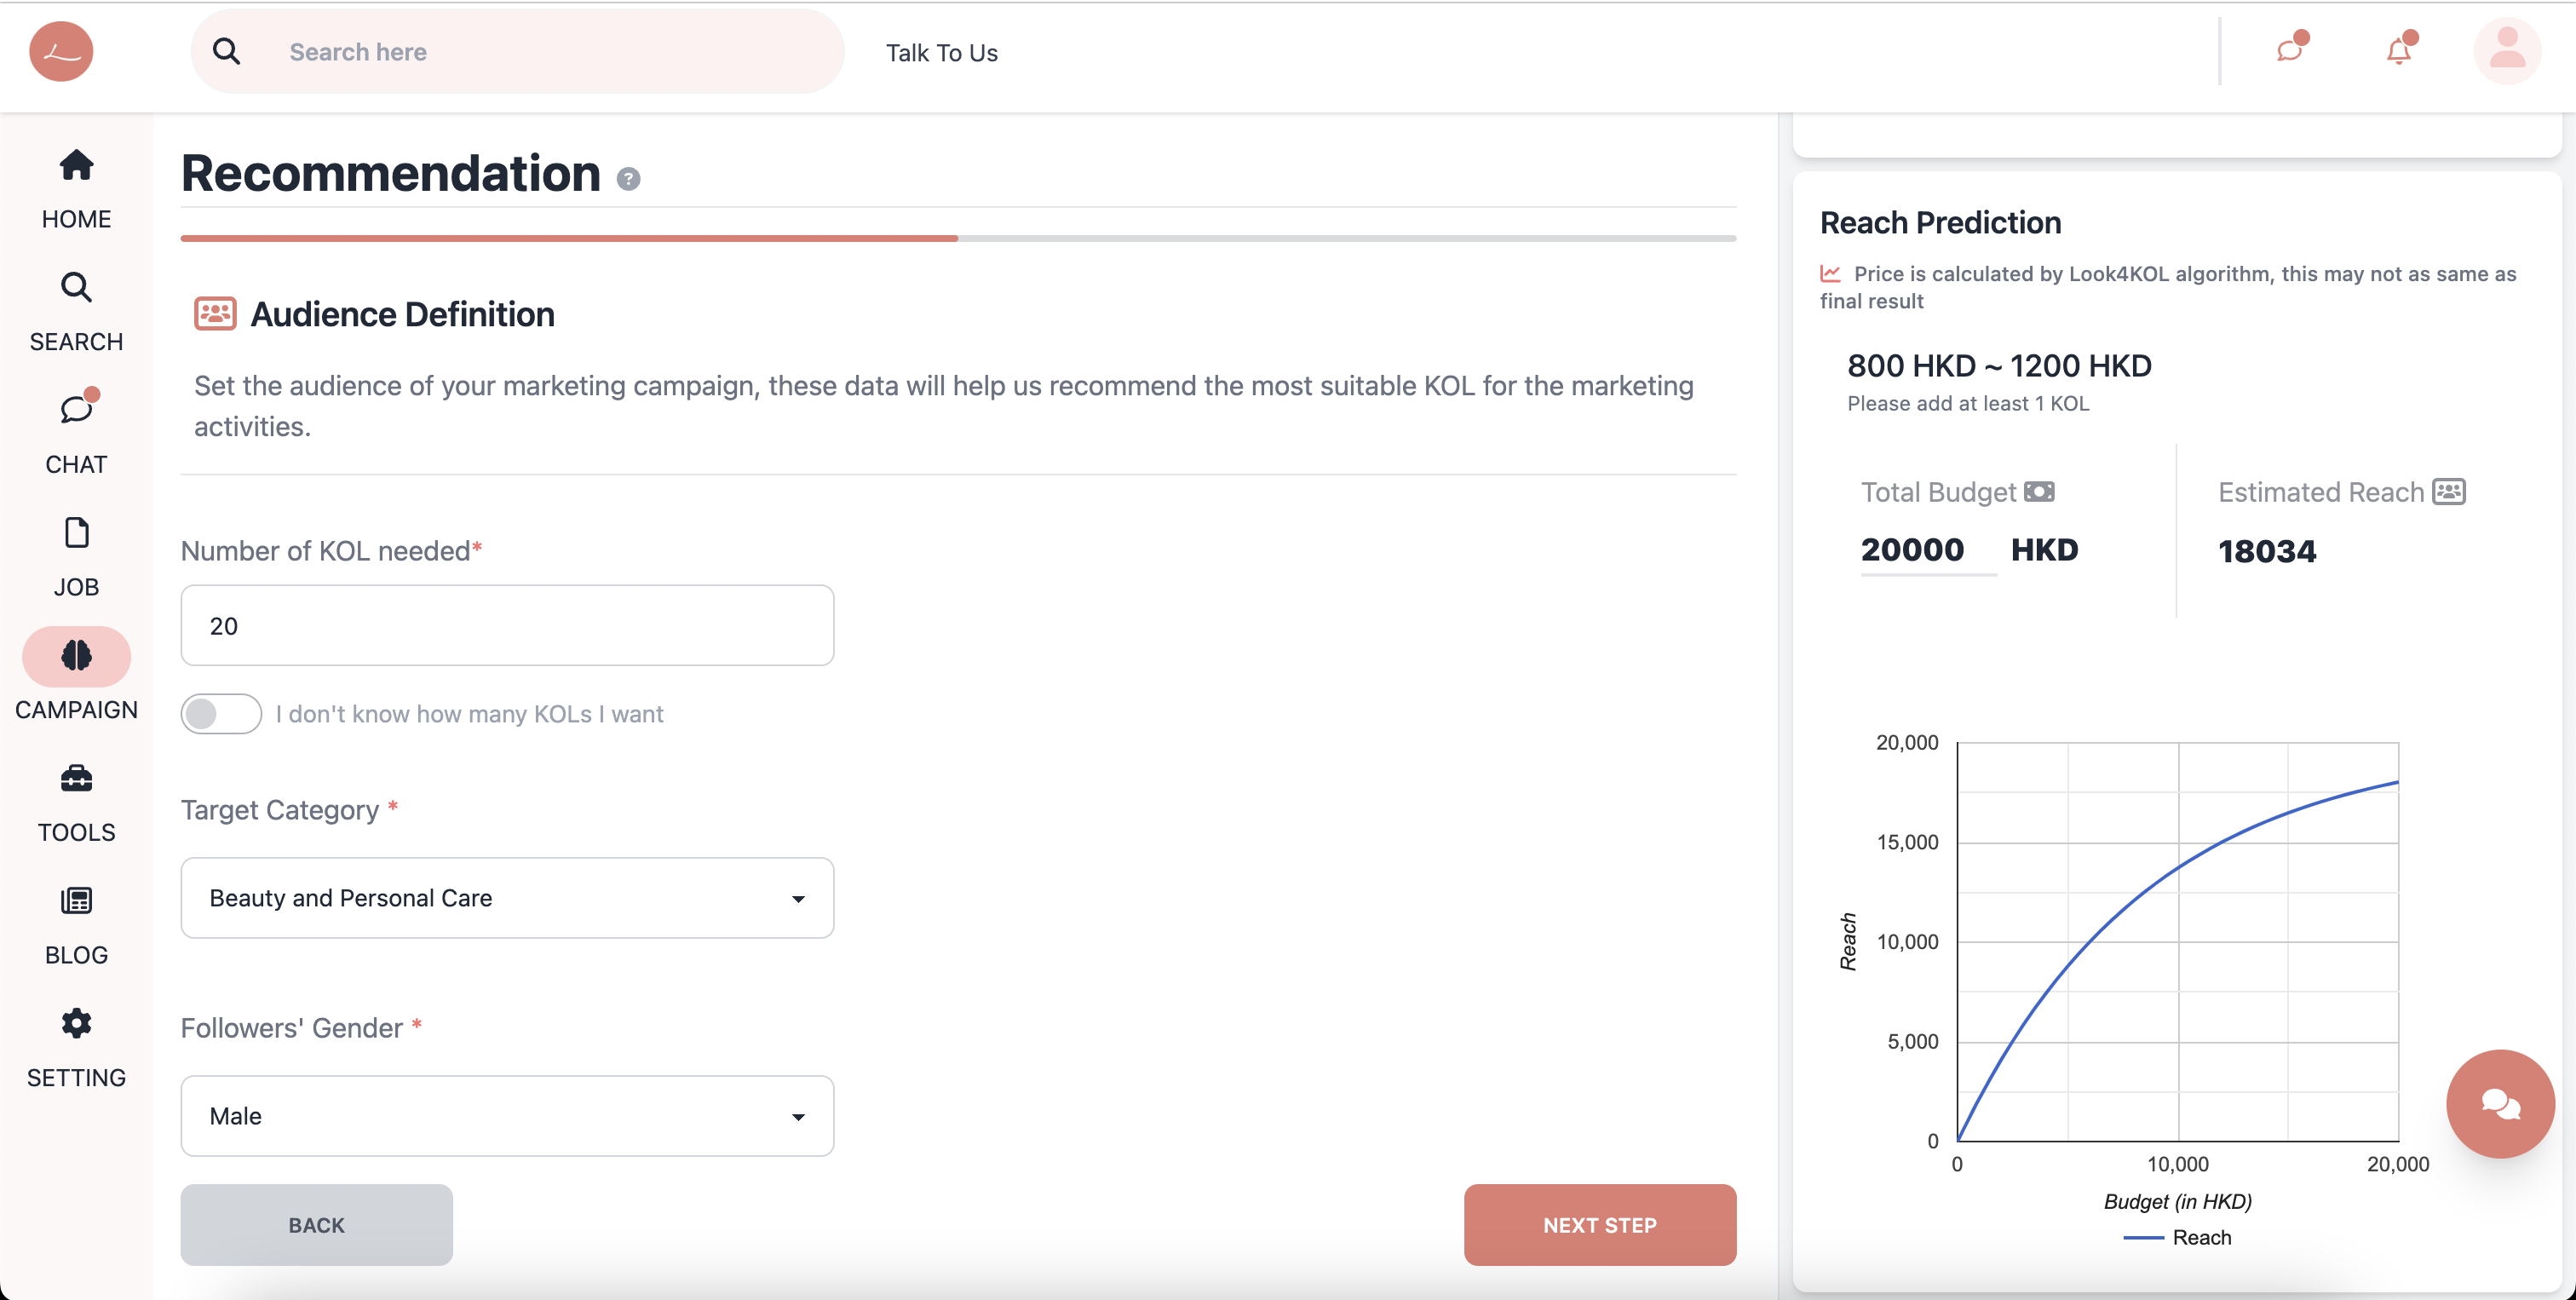 Search here
Talk To Us
HOME
SEARCH
CHAT
JOB
CAMPAIGN
TOOLS
BLOG
SETTING
Recommendation ?
Audience Definition
Set the audience of your marketing campaign, these data will help us recommend the most suitable KOL for the marketing
activities.
Number of KOL needed*
20
I don't know how many KOLs I want
Target Category *
Beauty and Personal Care
Followers' Gender *
Male
BACK
NEXT STEP
Reach Prediction
Price is calculated by Look4KOL algorithm, this may not as same as
final result
800 HKD ~ 1200 HKD
Please add at least 1 KOL
Total Budget
20000 HKD
Estimated Reach
18034
20,000
15,000
10,000
5,000
0
Reach
0 10,000 20,000
Budget (in HKD)
Reach